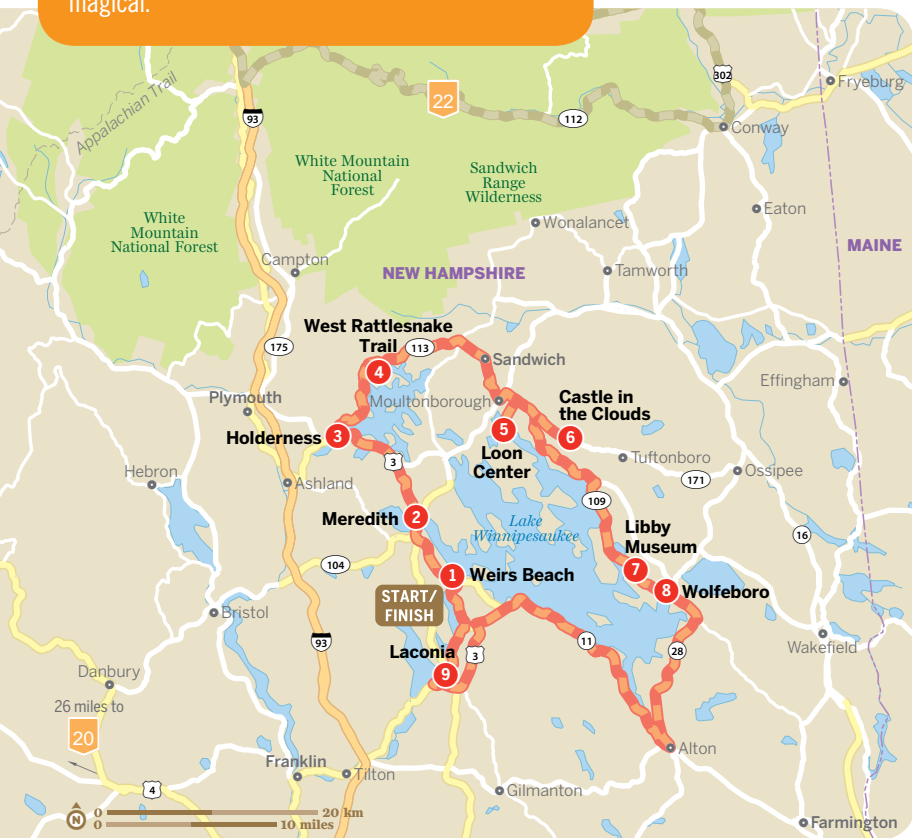 magical.
302
Fryeburg
Appalachian Trail
93
22
112
Conway
White Mountain
National
Forest
Sandwich
Range
Wilderness
White
Mountain
National Forest
Eaton
Wonalancet
MAINE
Campton
NEW HAMPSHIRE
Tamworth
West Rattlesnake
Trail
113
175
4
Sandwich
Effingham
Plymouth
Moultonborough
Castle in
the Clouds
Holderness
3
5
6
Loon
Center
3
Tuftonboro
Ossipee
171
Hebron
Ashland
109
Meredith
2
Lake
Winnipesaukee
Libby
Museum
16
104
1
Weirs Beach
7
8
Wolfeboro
START/
FINISH
Bristol
93
Laconia
3
11
28
Wakefield
9
Danbury
26 miles to
20
Alton
Franklin
Tilton
4
Gilmanton
N
0
20 km
0
10 miles
Farmington